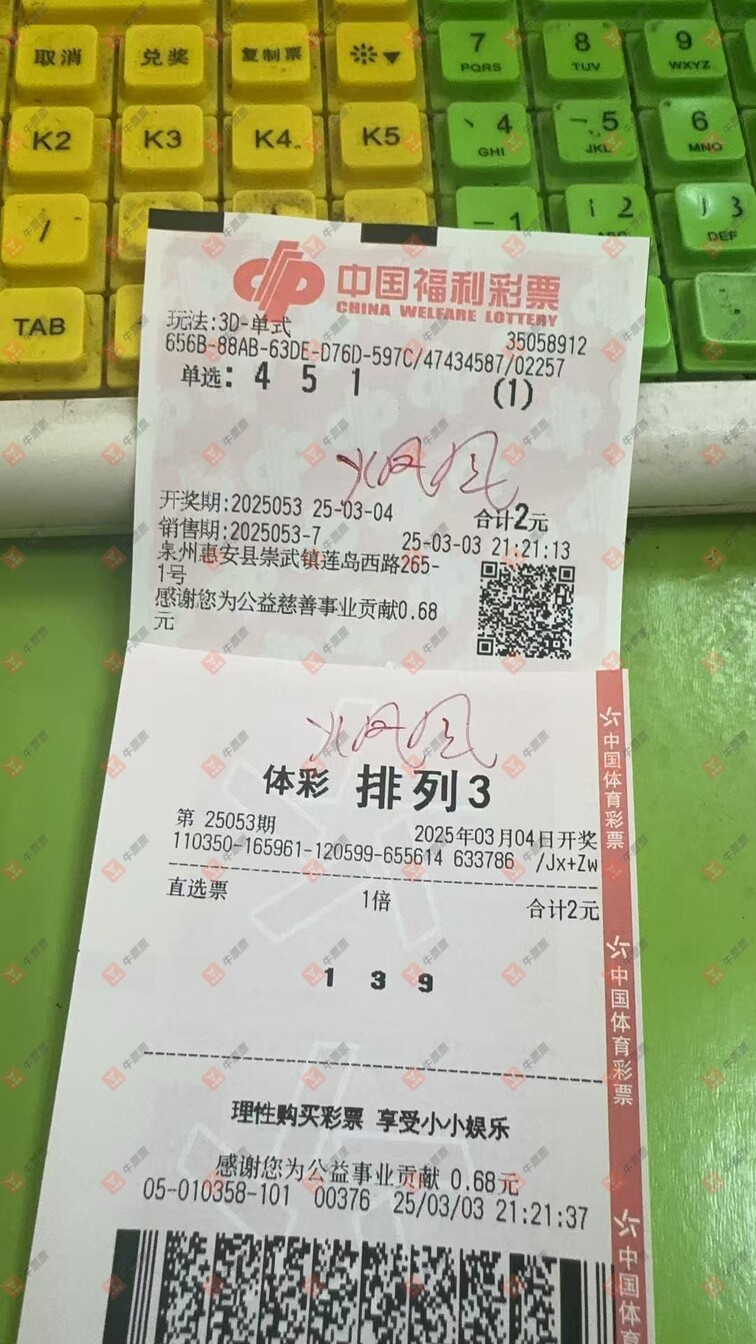 取消 兑奖 复制票 7 8 9
PQRS TUV WXYZ
K2 K3 K4 K5 4 5 6
GHI JKL MNO
/ 1 2 3
DEF
TAB
中国福利彩票
CHINA WELFARE LOTTERY
玩法:3D-单式 35058912
656B-88AB-63DE-D76D-597C/47434587/02257
单选: 4 5 1 (1)
开奖期:2025053 25-03-04 合计2元
销售期:2025053-7 25-03-03 21:21:13
泉州惠安县崇武镇莲岛西路265-
1号
感谢您为公益慈善事业贡献0.68
元
体彩 排列3
第 25053期 2025年03月04日开奖
110350-165961-120599-655614 633786 /Jx+Zw
直选票 1倍 合计2元
1 3 9
理性购买彩票 享受小小娱乐
感谢您为公益事业贡献 0.68元
05-010358-101 00376 25/03/03 21:21:37
中国体育彩票
中国体育彩票
中国体育
牛票票